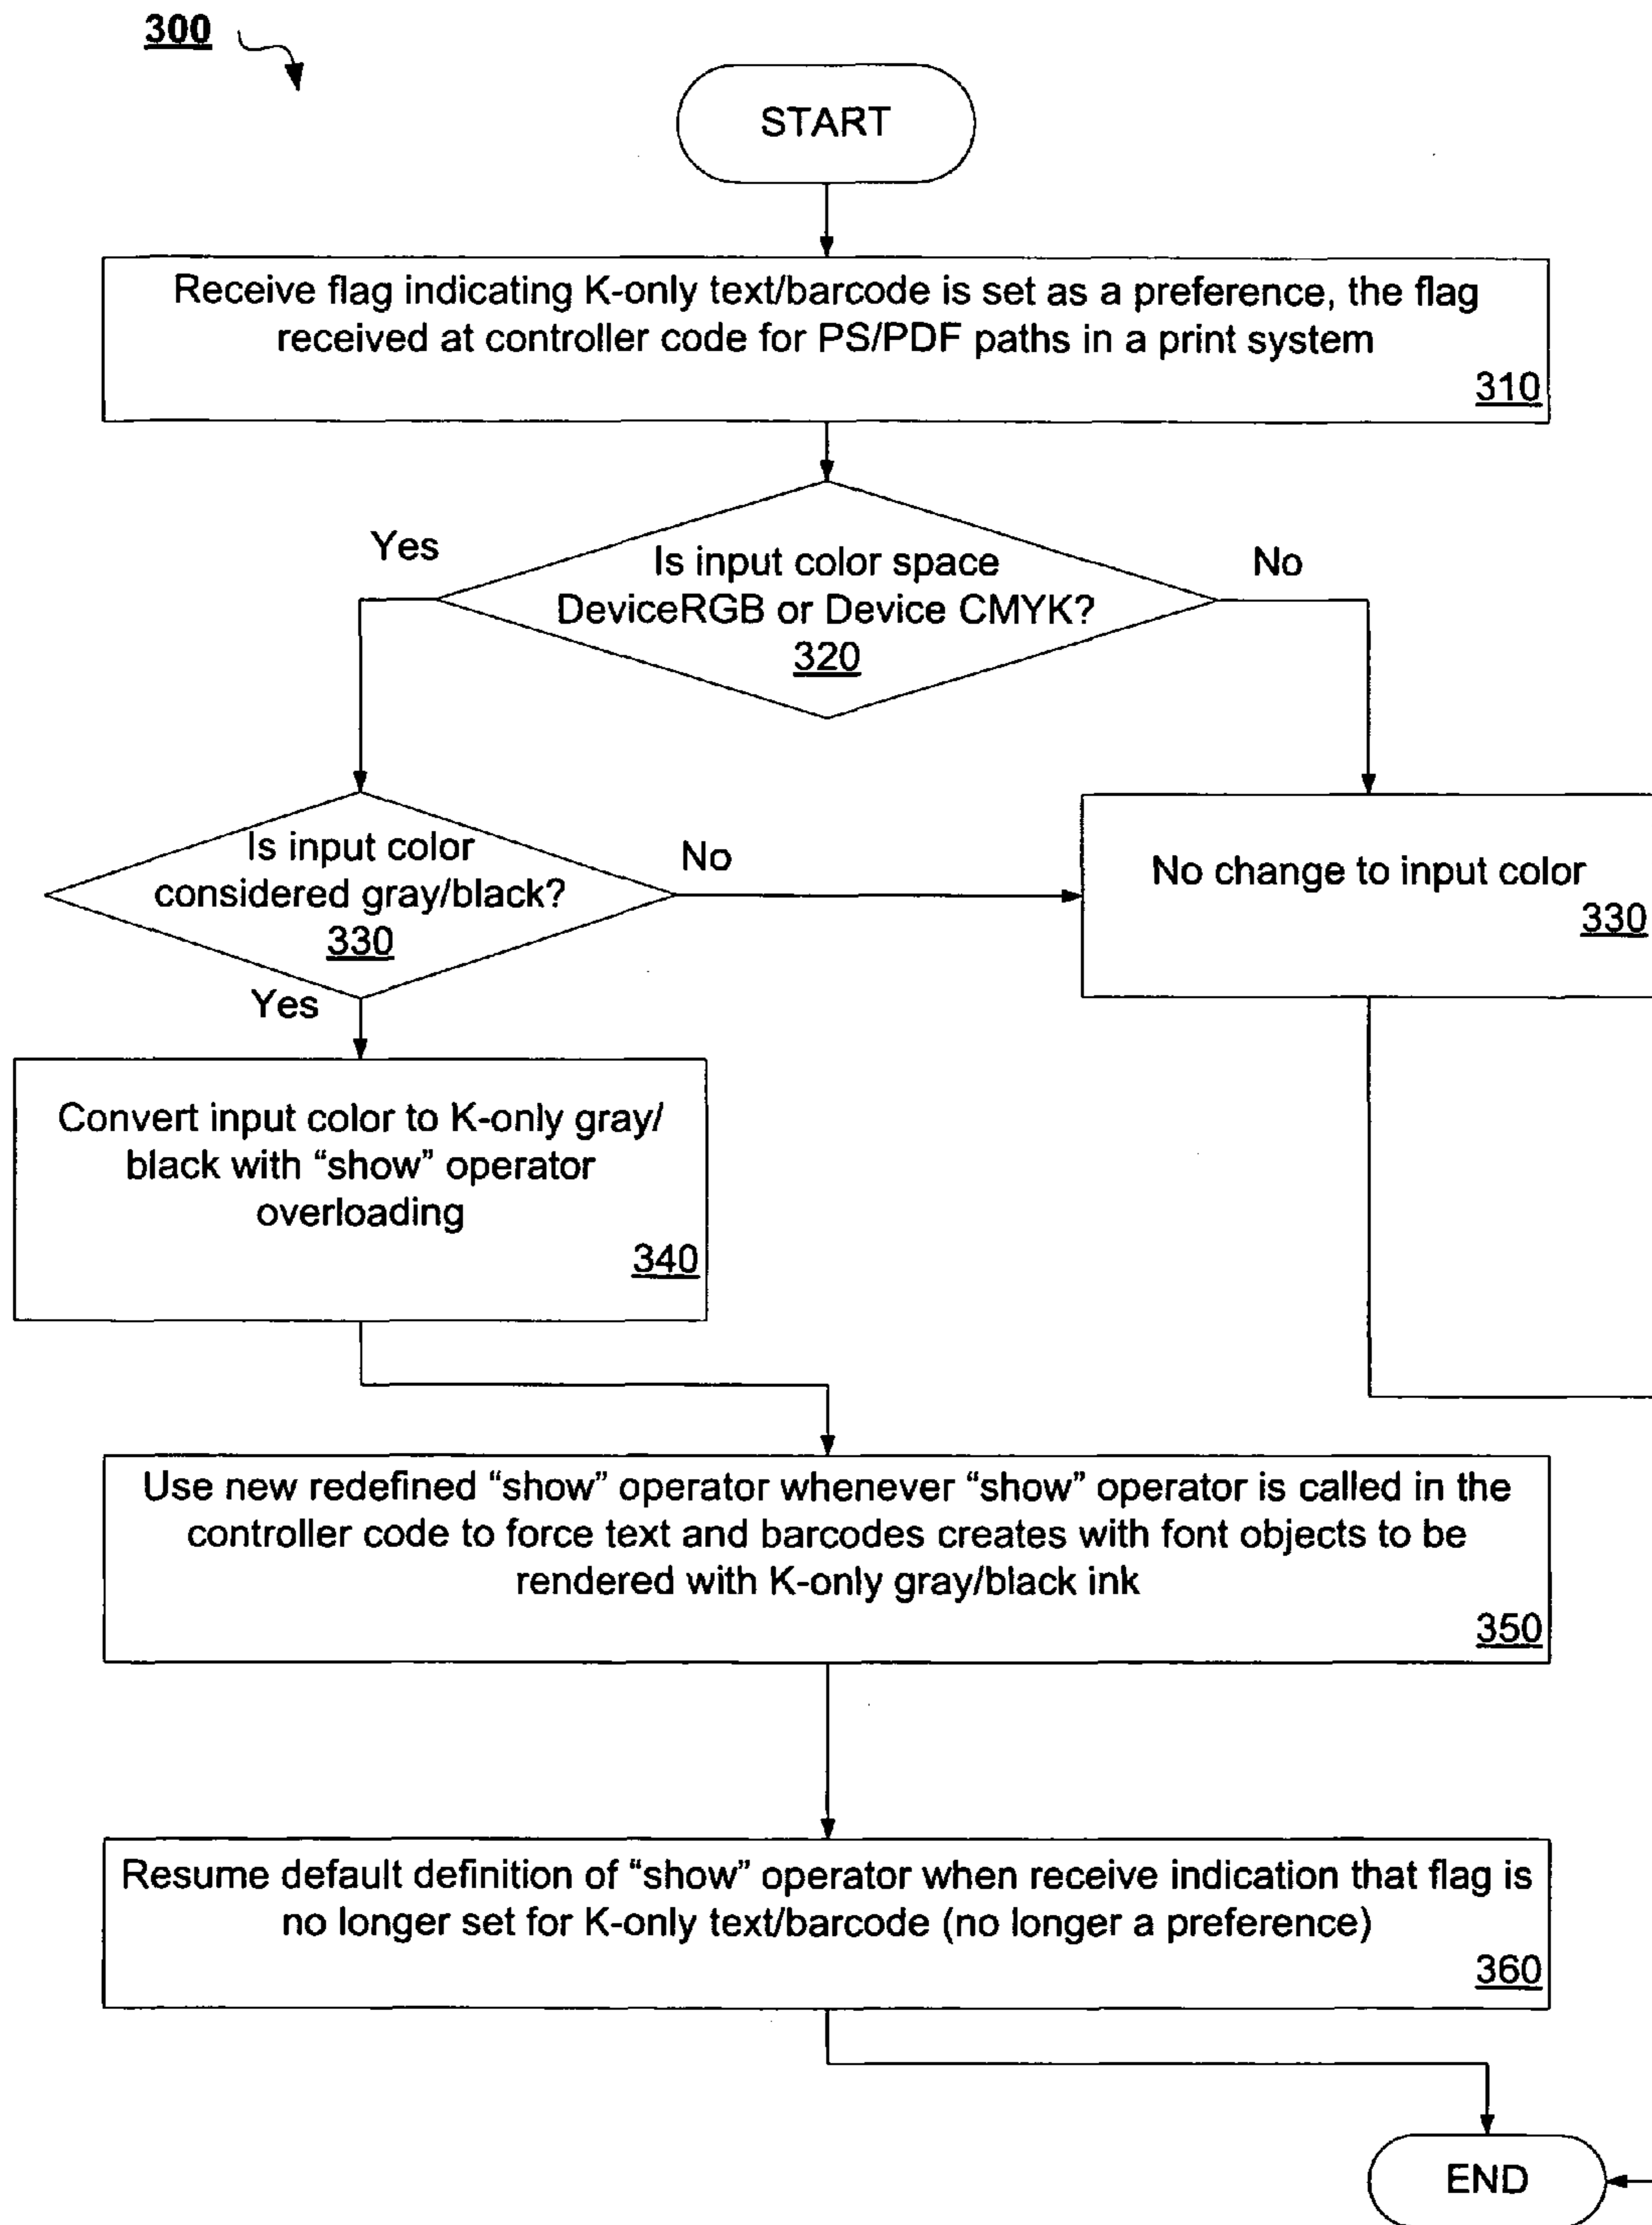 300
START
Receive flag indicating K-only text/barcode is set as a preference, the flag
received at controller code for PS/PDF paths in a print system
310
Yes
Is input color space
DeviceRGB or Device CMYK?
320
No
Is input color
considered gray/black?
330
No
Yes
No change to input color
330
Convert input color to K-only gray/
black with “show” operator
overloading
340
Use new redefined “show” operator whenever “show” operator is called in the
controller code to force text and barcodes creates with font objects to be
rendered with K-only gray/black ink
350
Resume default definition of “show” operator when receive indication that flag is
no longer set for K-only text/barcode (no longer a preference)
360
END